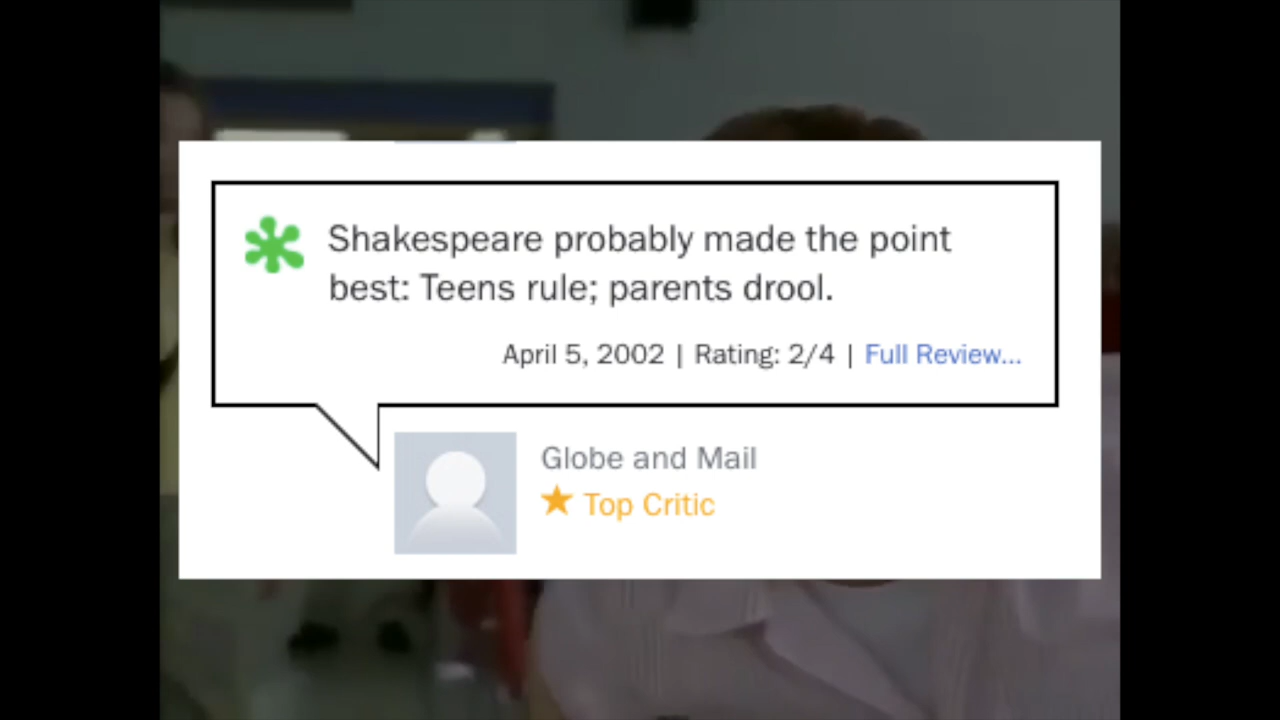 Shakespeare probably made the point
best: Teens rule; parents drool.
April 5, 2002 | Rating: 2/4 | Full Review...
Globe and Mail
Top Critic